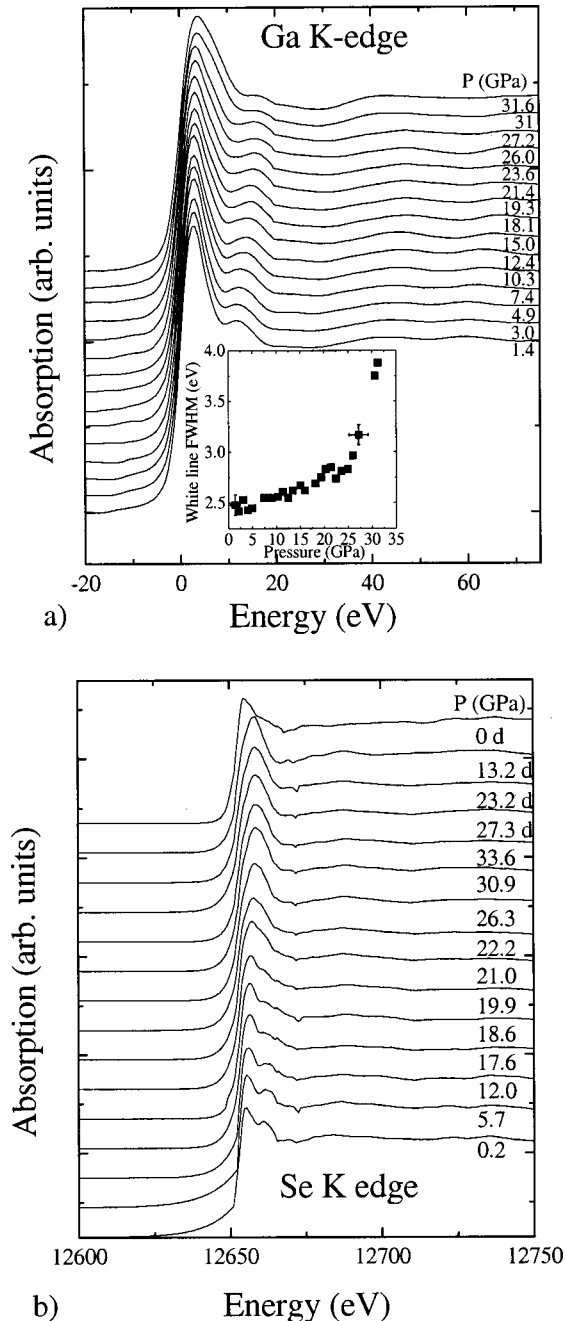 Ga K-edge
P (GPa)
31.6
31
27.2
26.0
23.6
21.4
19.3
18.1
15.0
12.4
10.3
7.4
4.9
3.0
1.4
Absorption (arb. units)
4.0
3.5
3.0
2.5
White line FWHM (eV)
0 5 10 15 20 25 30 35
Pressure (GPa)
-20 0 20 40 60
a) Energy (eV)
P (GPa)
0 d
13.2 d
23.2 d
27.3 d
33.6
30.9
26.3
22.2
21.0
19.9
18.6
17.6
12.0
5.7
0.2
Absorption (arb. units)
Se K edge
12600 12650 12700 12750
b) Energy (eV)